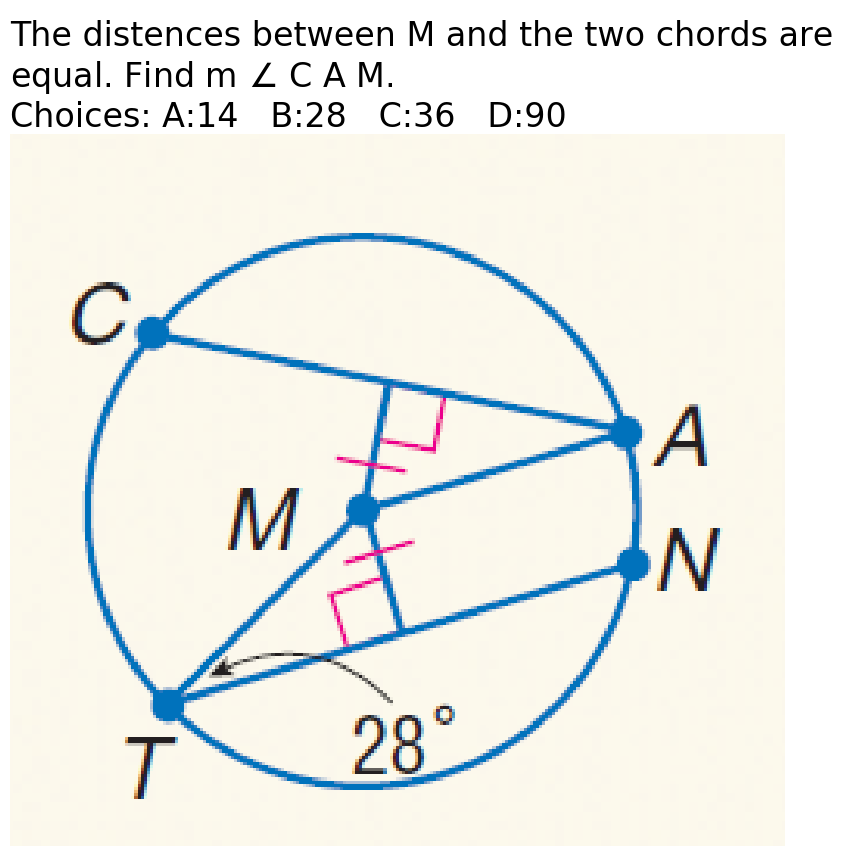 The distences between M and the two chords are
equal. Find m ∠ C A M.
Choices: A:14   B:28   C:36   D:90
C
A
M
N
T
28°